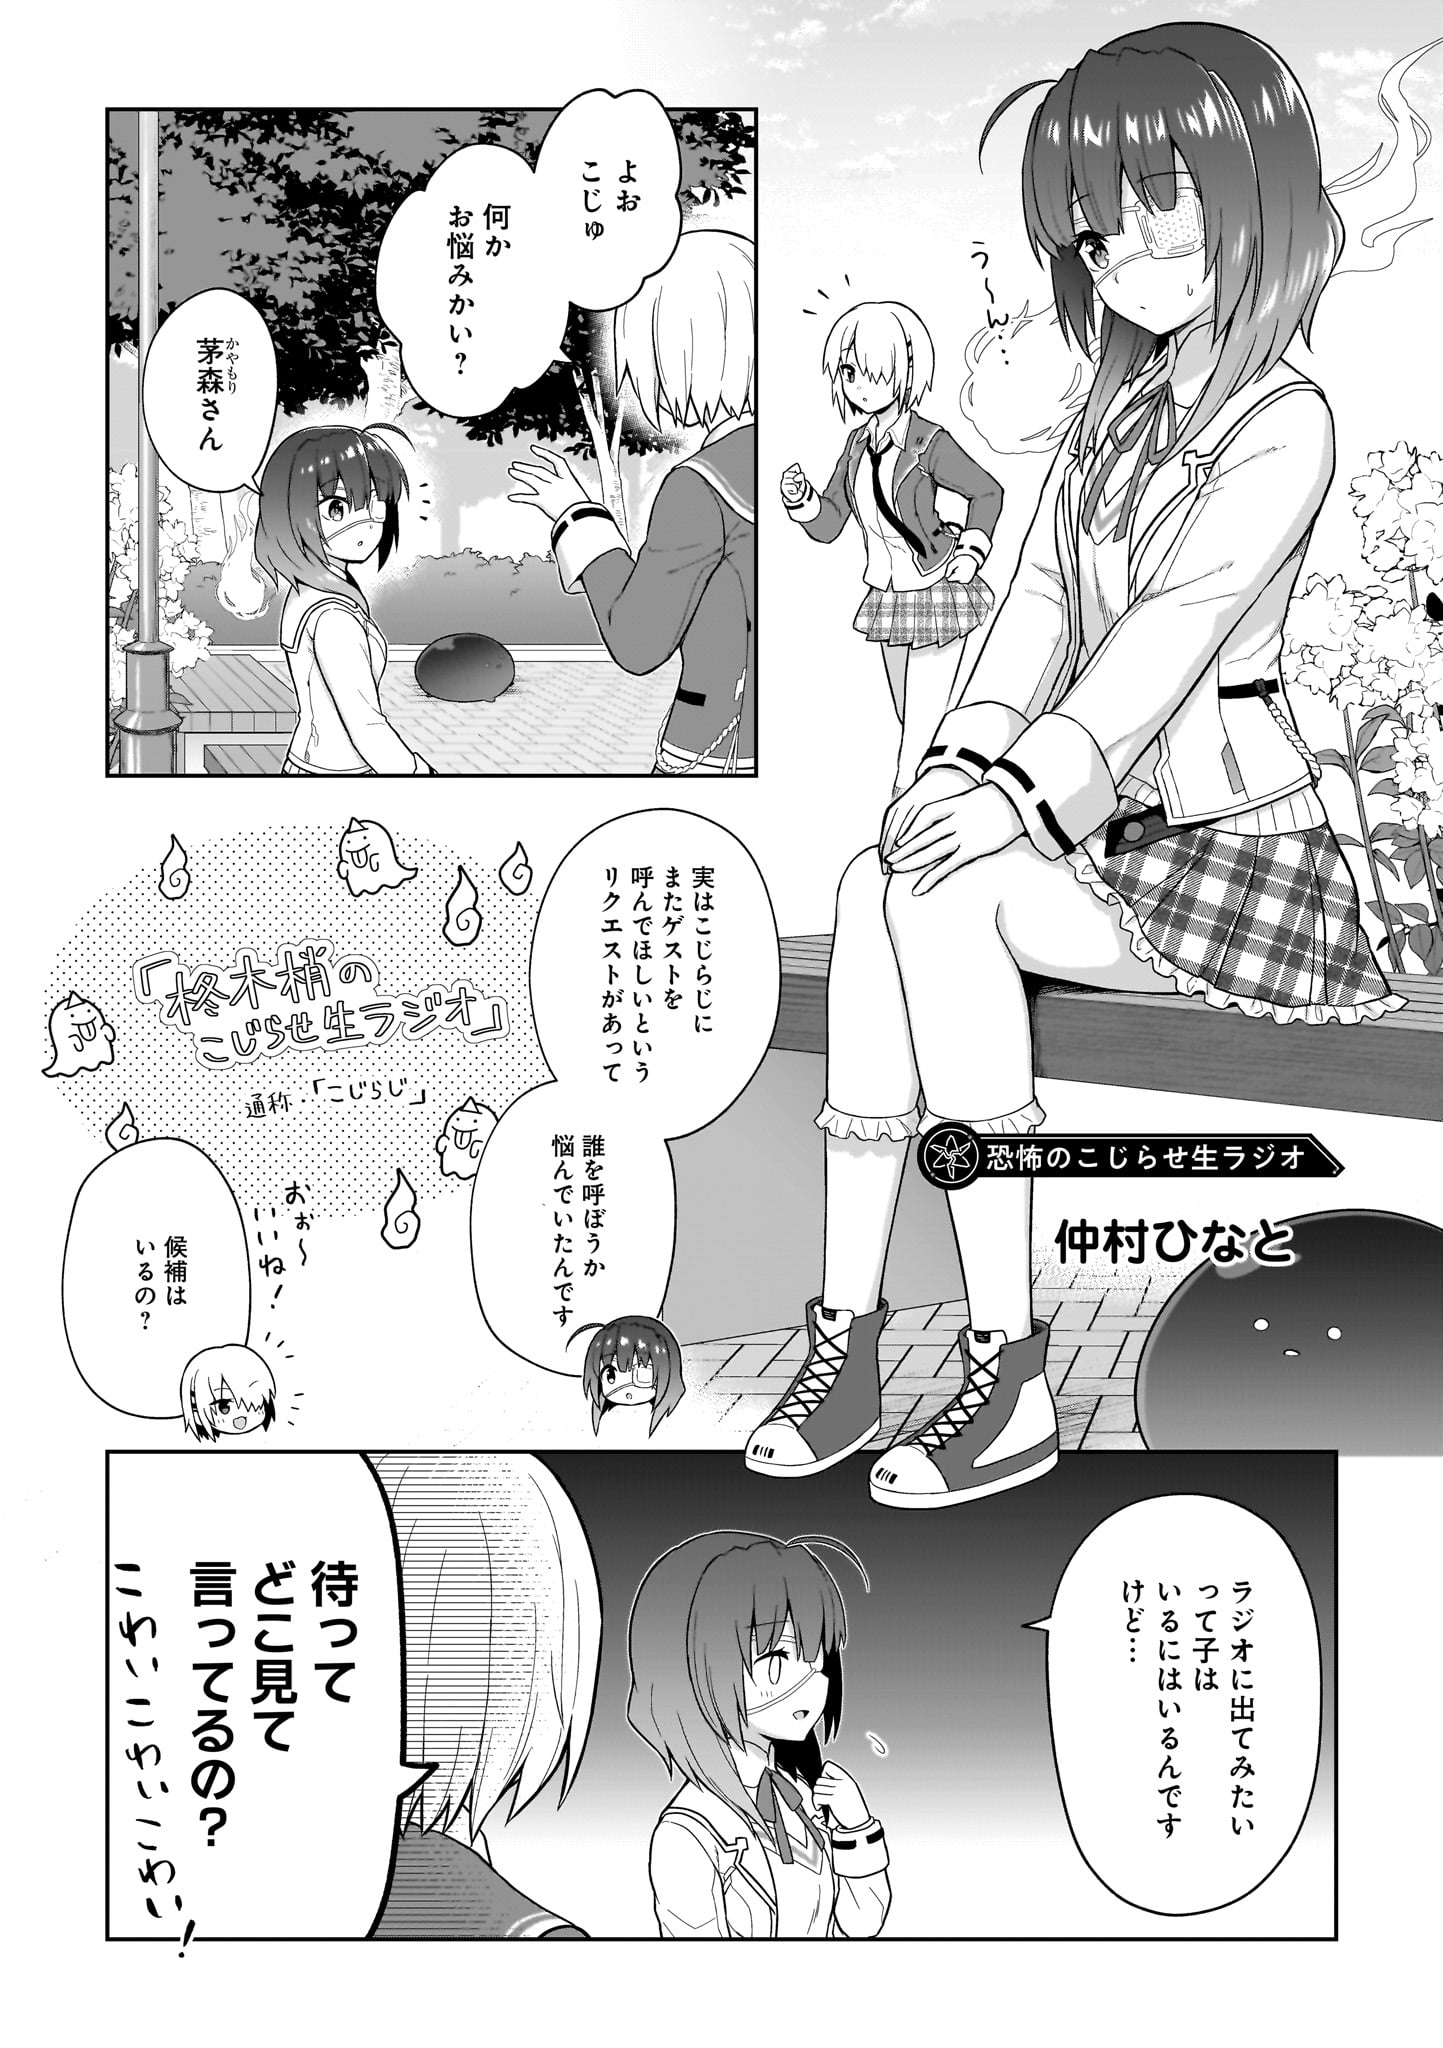 う〜ん…
よお
こじゅ
何か
お悩みかい？
茅森さん
かやもり
実はこじらじに
またゲストを
呼んでほしいという
リクエストがあって
誰を呼ぼうか
悩んでいたんです
「柊木梢の
こじらせ生ラジオ」
通称・「こじらじ」
おぉ〜
いいね！
候補は
いるの？
恐怖のこじらせ生ラジオ
仲村ひなと
ラジオに出てみたい
って子は
いるにはいるんです
けど…
待って
どこ見て
言ってるの？
こわいこわいこわい！